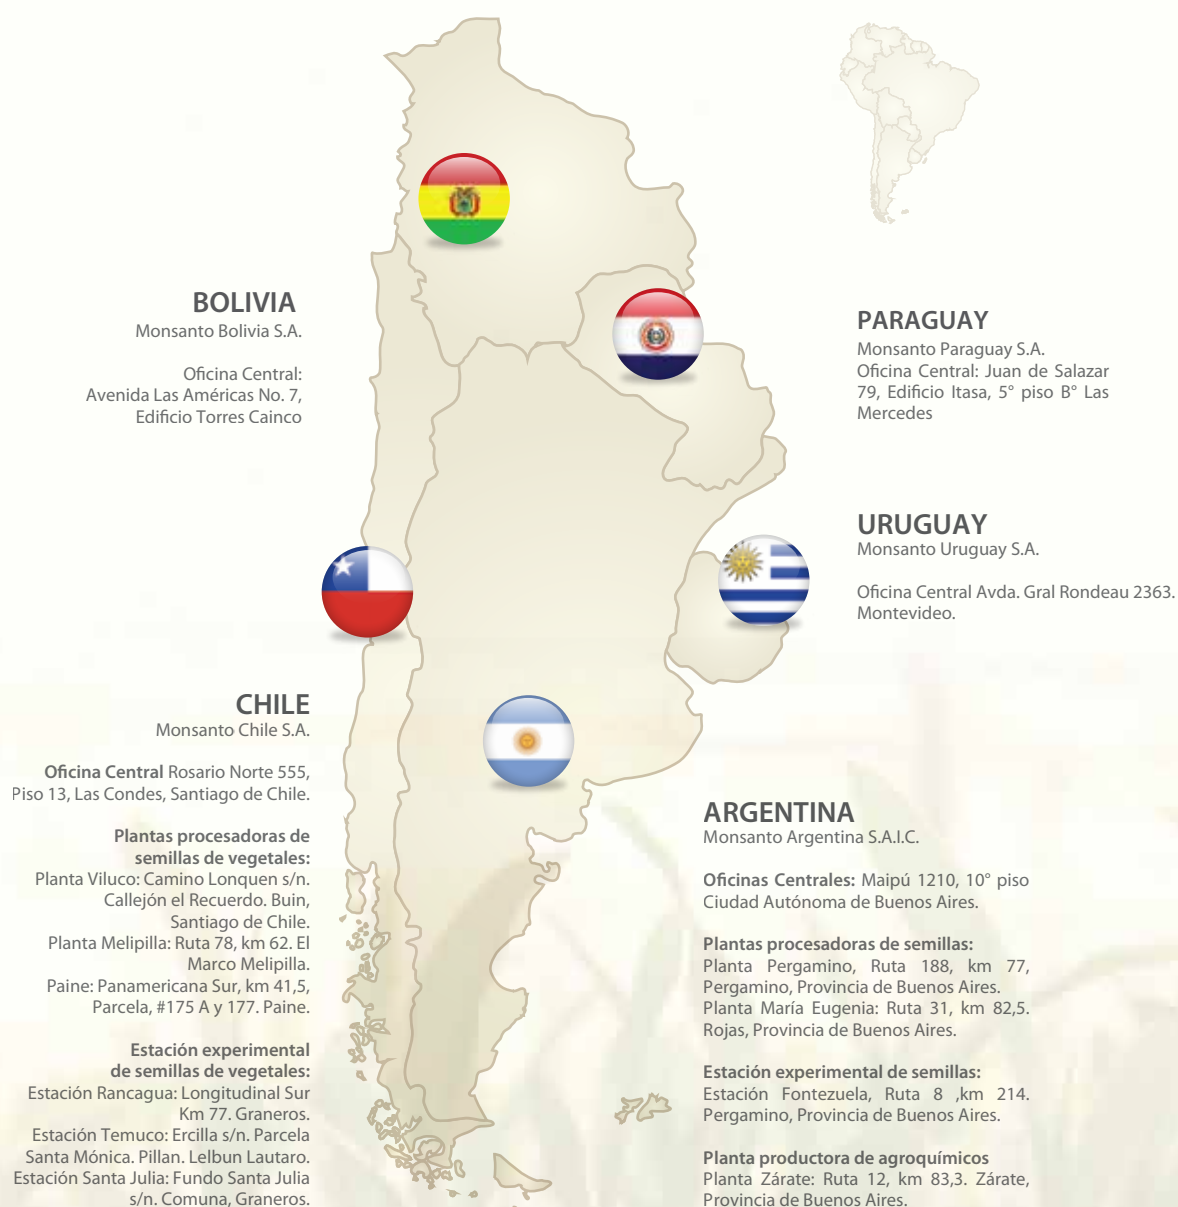 BOLIVIA
Monsanto Bolivia S.A.
Oficina Central:
Avenida Las Américas No. 7,
Edificio Torres Cainco
PARAGUAY
Monsanto Paraguay S.A.
Oficina Central: Juan de Salazar
79, Edificio Itasa, 5° piso B° Las
Mercedes
URUGUAY
Monsanto Uruguay S.A.
Oficina Central Avda. Gral Rondeau 2363.
Montevideo.
CHILE
Monsanto Chile S.A.
Oficina Central Rosario Norte 555,
Piso 13, Las Condes, Santiago de Chile.
Plantas procesadoras de
semillas de vegetales:
Planta Viluco: Camino Lonquen s/n.
Callejón el Recuerdo. Buin,
Santiago de Chile.
Planta Melipilla: Ruta 78, km 62. El
Marco Melipilla.
Paine: Panamericana Sur, km 41,5,
Parcela, #175 A y 177. Paine.
Estación experimental
de semillas de vegetales:
Estación Rancagua: Longitudinal Sur
Km 77. Graneros.
Estación Temuco: Ercilla s/n. Parcela
Santa Mónica. Pillan. Lelbun Lautaro.
Estación Santa Julia: Fundo Santa Julia
s/n. Comuna, Graneros.
ARGENTINA
Monsanto Argentina S.A.I.C.
Oficinas Centrales: Maipú 1210, 10° piso
Ciudad Autónoma de Buenos Aires.
Plantas procesadoras de semillas:
Planta Pergamino, Ruta 188, km 77,
Pergamino, Provincia de Buenos Aires.
Planta María Eugenia: Ruta 31, km 82,5.
Rojas, Provincia de Buenos Aires.
Estación experimental de semillas:
Estación Fontezuela, Ruta 8 ,km 214.
Pergamino, Provincia de Buenos Aires.
Planta productora de agroquímicos
Planta Zárate: Ruta 12, km 83,3. Zárate,
Provincia de Buenos Aires.